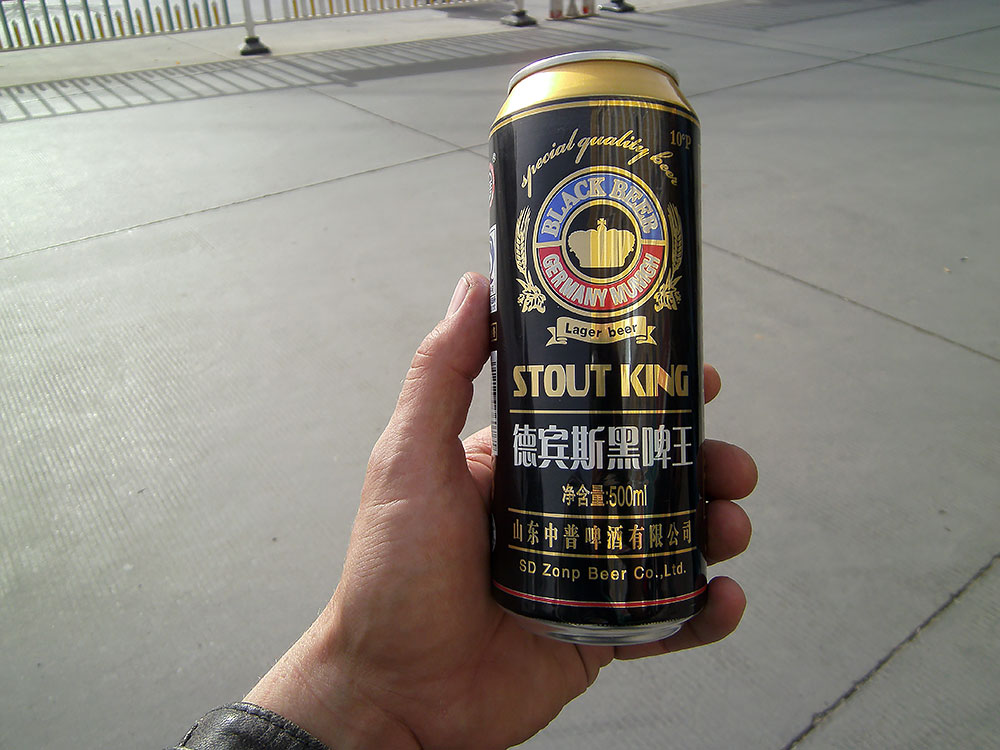 special quality beer
10°P
BLACK BEER
GERMANY MUNICH
Lager beer
STOUT KING
德宾斯黑啤王
净含量:500ml
山东中普啤酒有限公司
SD Zonp Beer Co.,Ltd.